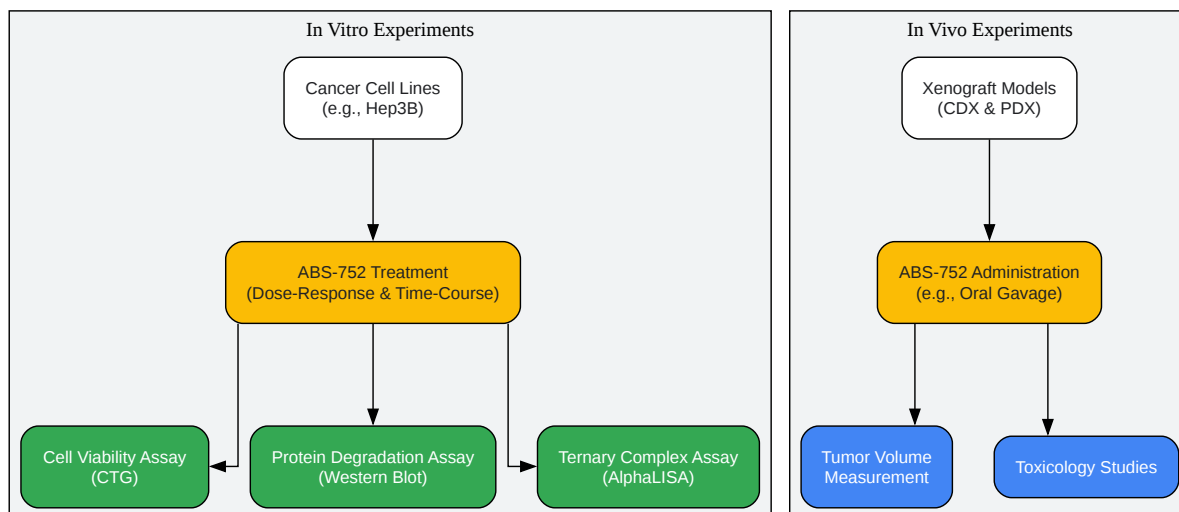 In Vitro Experiments
Cancer Cell Lines
(e.g., Hep3B)
ABS-752 Treatment
(Dose-Response & Time-Course)
Cell Viability Assay
(CTG)
Protein Degradation Assay
(Western Blot)
Ternary Complex Assay
(AlphaLISA)
In Vivo Experiments
Xenograft Models
(CDX & PDX)
ABS-752 Administration
(e.g., Oral Gavage)
Tumor Volume
Measurement
Toxicology Studies